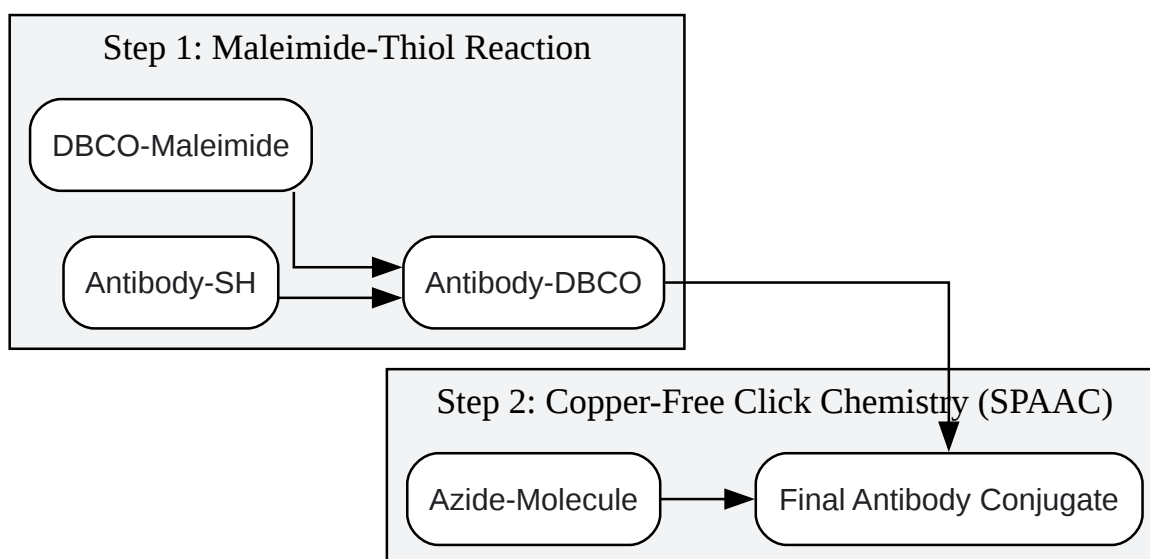 Step 1: Maleimide-Thiol Reaction
DBCO-Maleimide
Antibody-SH
Antibody-DBCO
Step 2: Copper-Free Click Chemistry (SPAAC)
Azide-Molecule
Final Antibody Conjugate